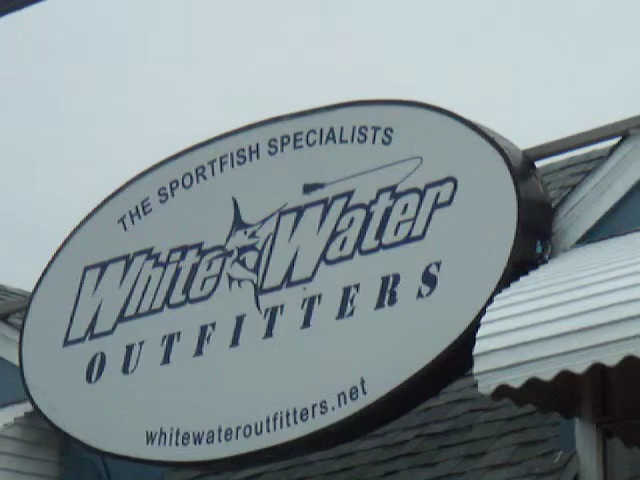 THE SPORTFISH SPECIALISTS
White Water
OUTFITTERS
whitewateroutfitters.net